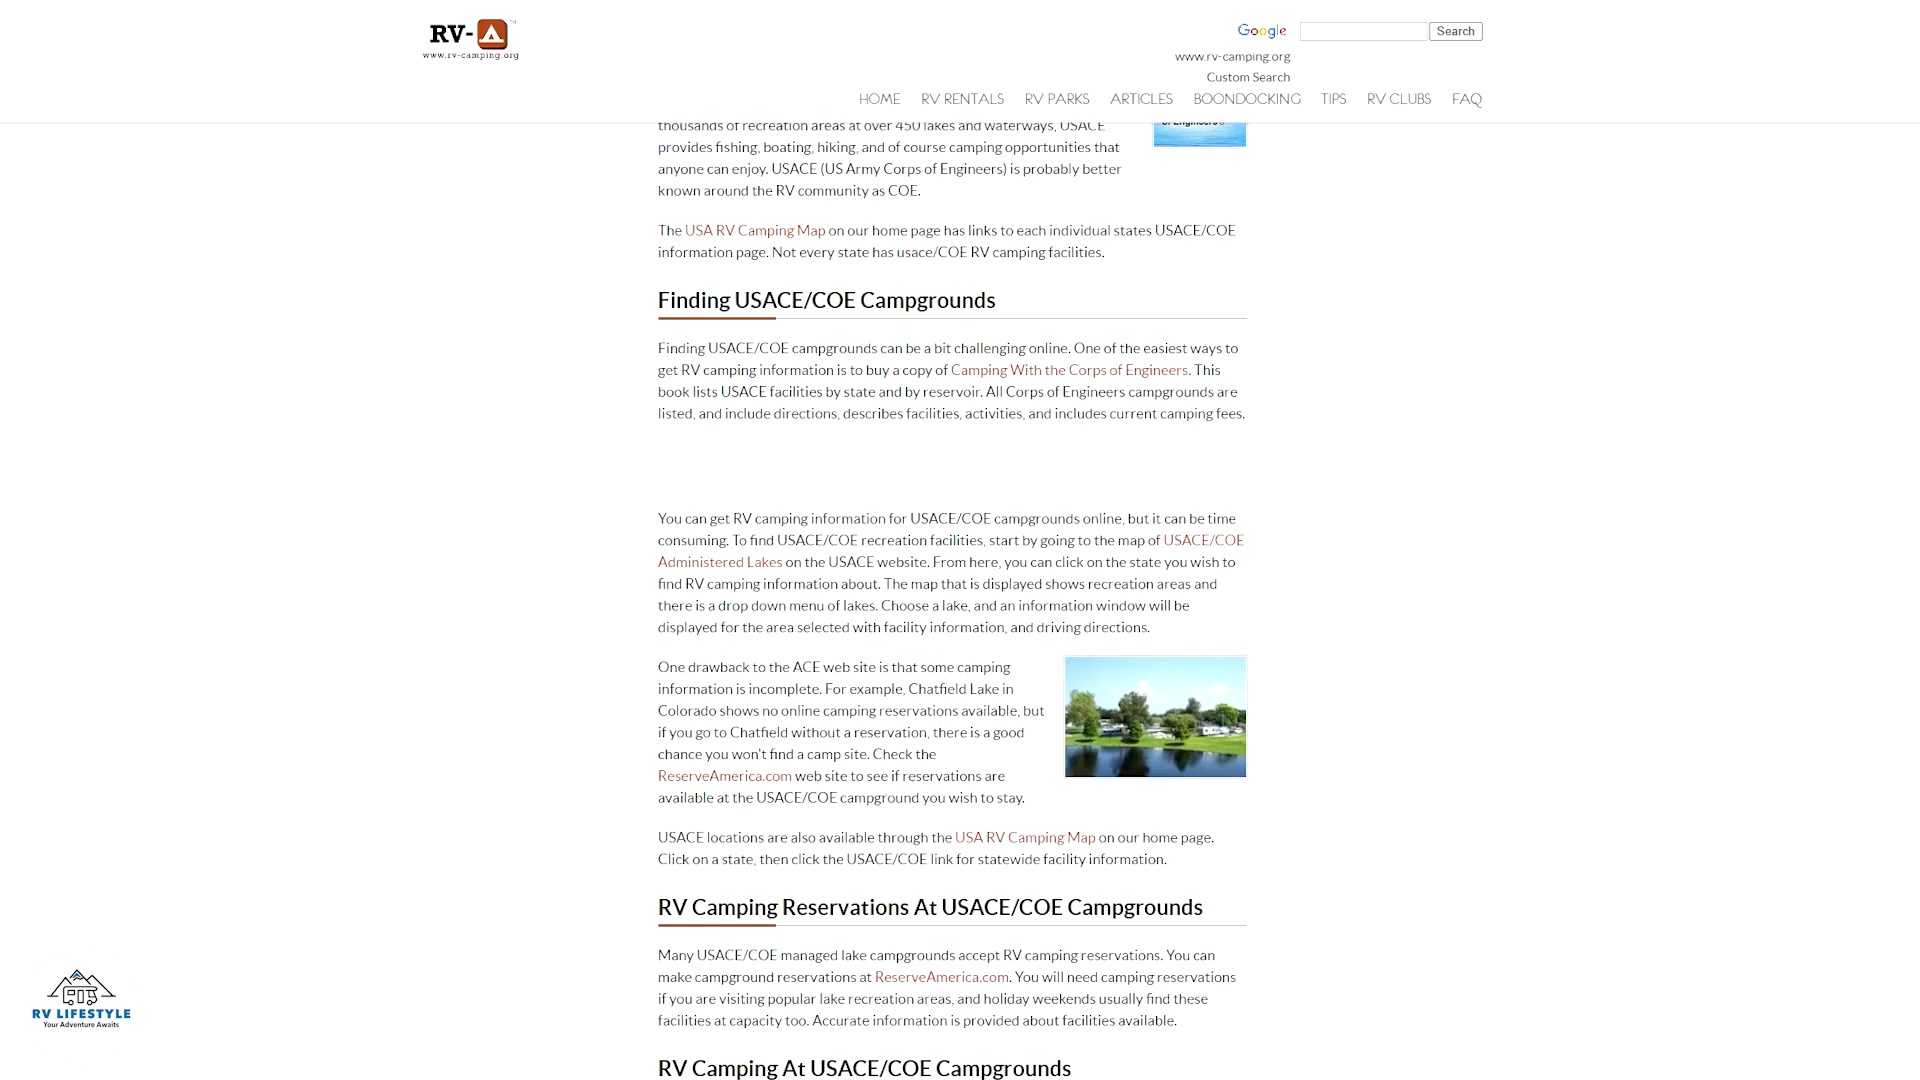 RV-
www.rv-camping.org
Google
Search
www.rv-camping.org
Custom Search
HOME RV RENTALS RV PARKS ARTICLES BOONDOCKING TIPS RV CLUBS FAQ
thousands of recreation areas at over 450 lakes and waterways, USACE
provides fishing, boating, hiking, and of course camping opportunities that
anyone can enjoy. USACE (US Army Corps of Engineers) is probably better
known around the RV community as COE.
of Engineers®
The USA RV Camping Map on our home page has links to each individual states USACE/COE
information page. Not every state has usace/COE RV camping facilities.
Finding USACE/COE Campgrounds
Finding USACE/COE campgrounds can be a bit challenging online. One of the easiest ways to
get RV camping information is to buy a copy of Camping With the Corps of Engineers. This
book lists USACE facilities by state and by reservoir. All Corps of Engineers campgrounds are
listed, and include directions, describes facilities, activities, and includes current camping fees.
You can get RV camping information for USACE/COE campgrounds online, but it can be time
consuming. To find USACE/COE recreation facilities, start by going to the map of USACE/COE
Administered Lakes on the USACE website. From here, you can click on the state you wish to
find RV camping information about. The map that is displayed shows recreation areas and
there is a drop down menu of lakes. Choose a lake, and an information window will be
displayed for the area selected with facility information, and driving directions.
One drawback to the ACE web site is that some camping
information is incomplete. For example, Chatfield Lake in
Colorado shows no online camping reservations available, but
if you go to Chatfield without a reservation, there is a good
chance you won't find a camp site. Check the
ReserveAmerica.com web site to see if reservations are
available at the USACE/COE campground you wish to stay.
USACE locations are also available through the USA RV Camping Map on our home page.
Click on a state, then click the USACE/COE link for statewide facility information.
RV Camping Reservations At USACE/COE Campgrounds
Many USACE/COE managed lake campgrounds accept RV camping reservations. You can
make campground reservations at ReserveAmerica.com. You will need camping reservations
if you are visiting popular lake recreation areas, and holiday weekends usually find these
facilities at capacity too. Accurate information is provided about facilities available.
RV LIFESTYLE
Your Adventure Awaits
RV Camping At USACE/COE Campgrounds